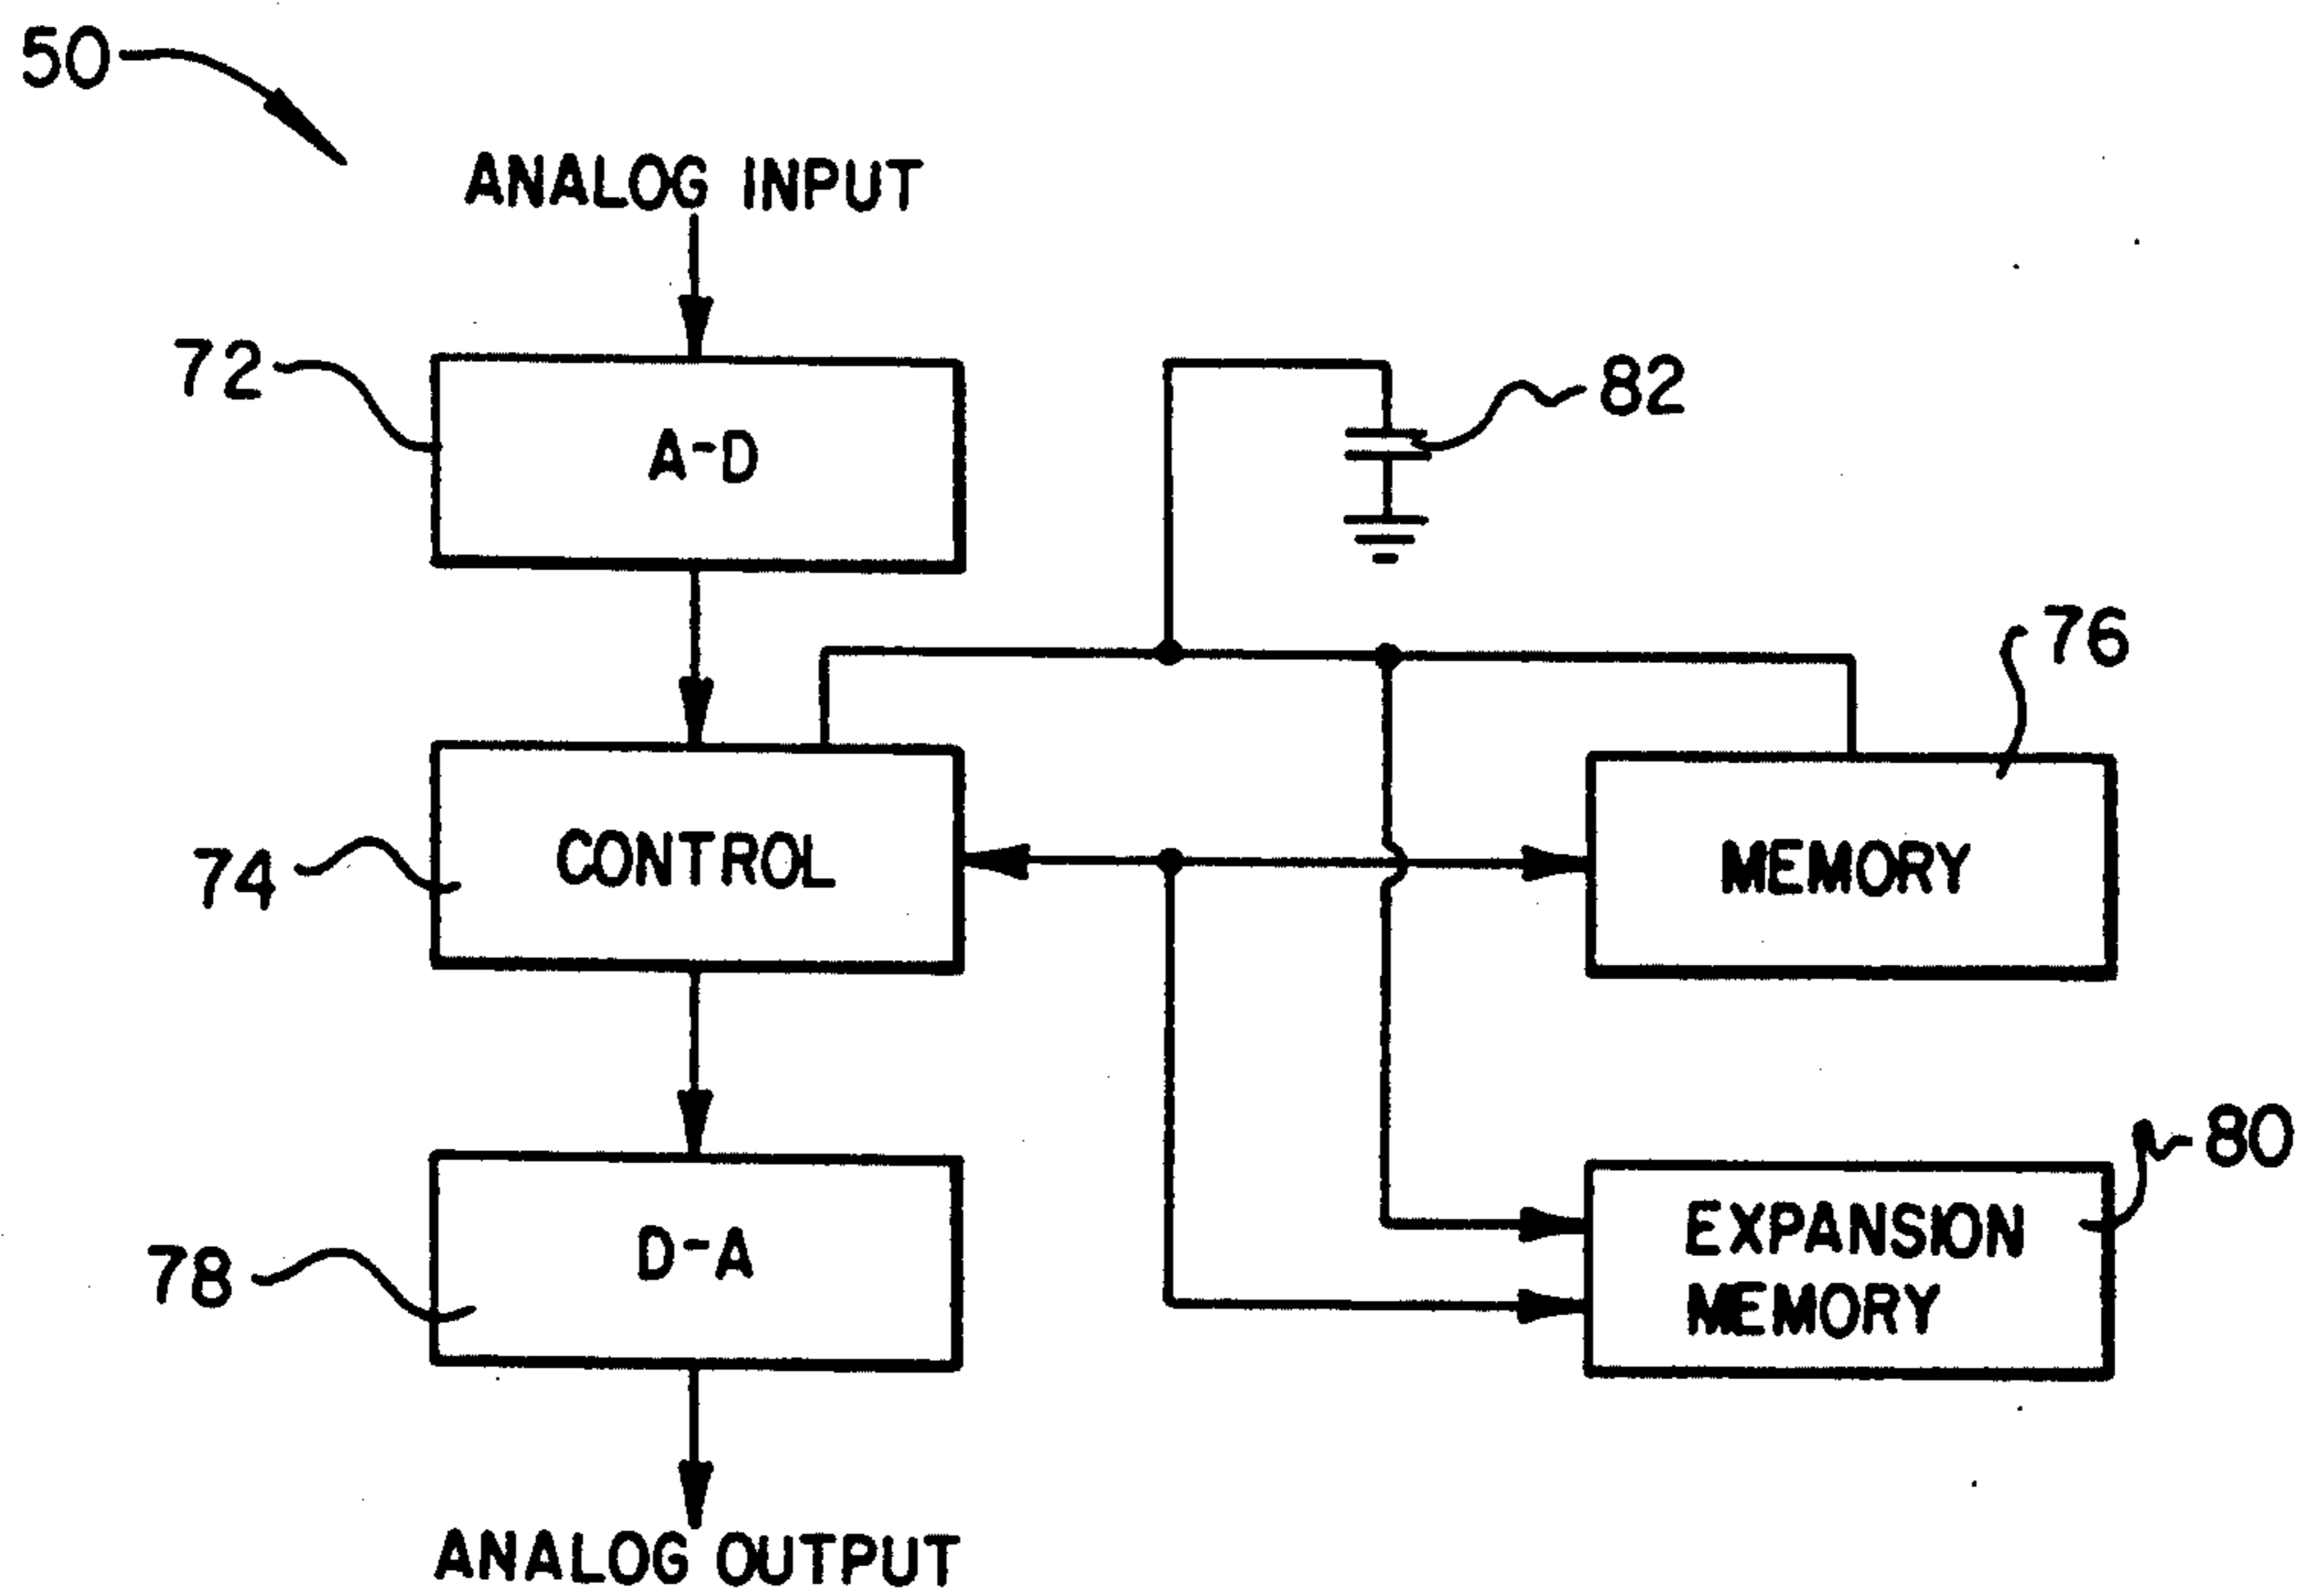 50
ANALOG INPUT
72
A-D
82
76
74
CONTROL
MEMORY
78
D-A
80
EXPANSION
MEMORY
ANALOG OUTPUT